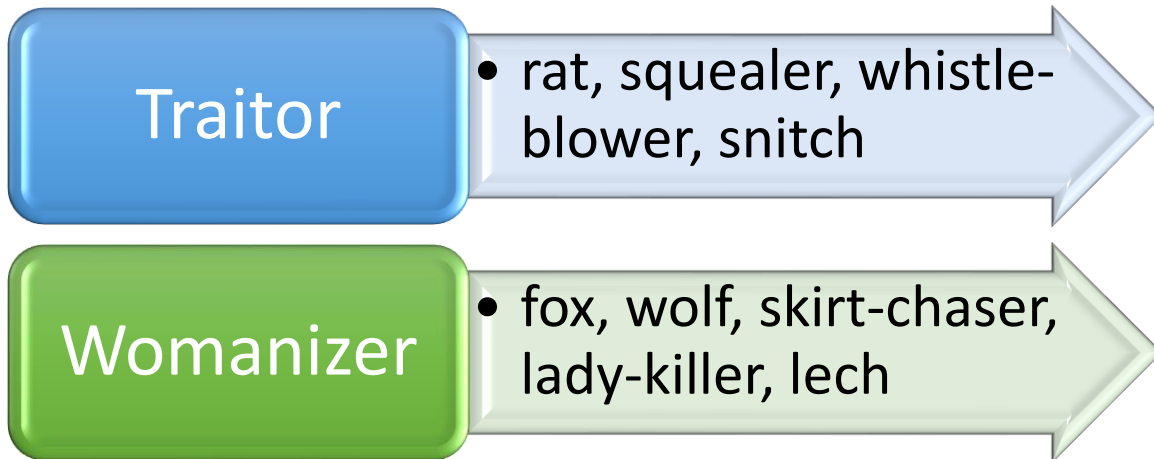 Traitor
• rat, squealer, whistle-
blower, snitch
Womanizer
• fox, wolf, skirt-chaser,
lady-killer, lech